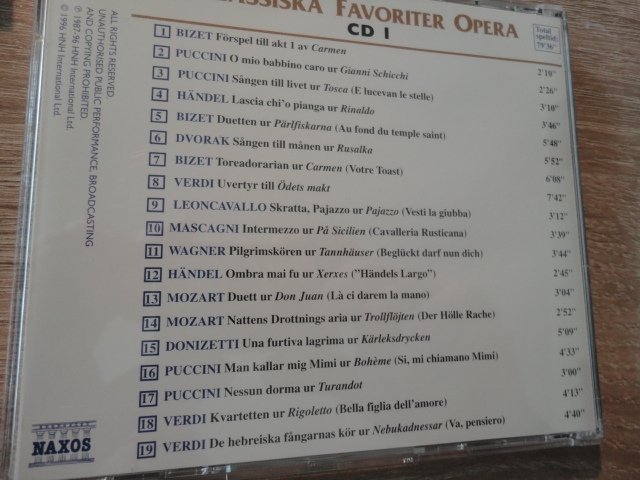 LASSISKA FAVORITER OPERA
CD 1
Total speltid: 79'36"
1 BIZET Förspel till akt 1 av Carmen 2'19"
2 PUCCINI O mio babbino caro ur Gianni Schicchi 2'26"
3 PUCCINI Sången till livet ur Tosca (E lucevan le stelle) 3'10"
4 HÄNDEL Lascia chi'o pianga ur Rinaldo 3'46"
5 BIZET Duetten ur Pärlfiskarna (Au fond du temple saint) 5'48"
6 DVORAK Sången till månen ur Rusalka 5'52"
7 BIZET Toreadorarian ur Carmen (Votre Toast) 6'08"
8 VERDI Uvertyr till Ödets makt 7'42"
9 LEONCAVALLO Skratta, Pajazzo ur Pajazzo (Vesti la giubba) 3'12"
10 MASCAGNI Intermezzo ur På Sicilien (Cavalleria Rusticana) 3'39"
11 WAGNER Pilgrimskören ur Tannhäuser (Beglückt darf nun dich) 3'44"
12 HÄNDEL Ombra mai fu ur Xerxes ("Händels Largo") 2'45"
13 MOZART Duett ur Don Juan (Là ci darem la mano) 3'04"
14 MOZART Nattens Drottnings aria ur Trollflöjten (Der Hölle Rache) 2'52"
15 DONIZETTI Una furtiva lagrima ur Kärleksdrycken 5'09"
16 PUCCINI Man kallar mig Mimi ur Bohème (Si, mi chiamano Mimi) 4'33"
17 PUCCINI Nessun dorma ur Turandot 3'00"
18 VERDI Kvartetten ur Rigoletto (Bella figlia dell'amore) 4'13"
19 VERDI De hebreiska fångarnas kör ur Nebukadnessar (Va, pensiero) 4'40"
ALL RIGHTS RESERVED
UNAUTHORISED PUBLIC PERFORMANCE, BROADCASTING
AND COPYING PROHIBITED
℗ 1987-96 HNH International Ltd.
© 1996 HNH International Ltd.
NAXOS